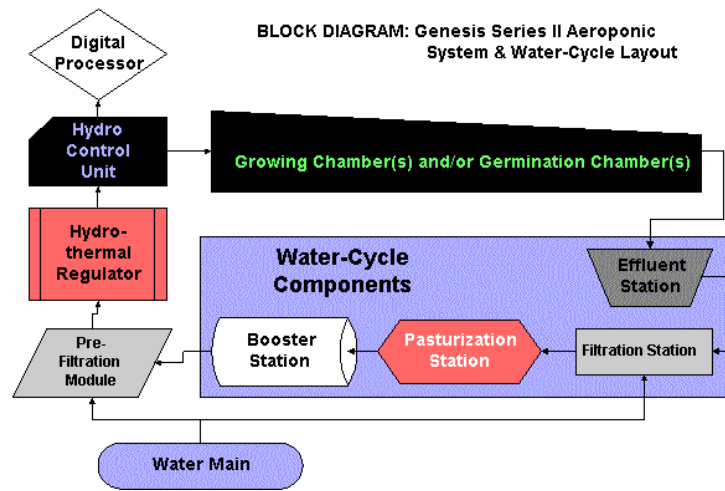 BLOCK DIAGRAM: Genesis Series II Aeroponic
System & Water-Cycle Layout
Digital
Processor
Hydro
Control
Unit
Growing Chamber(s) and/or Germination Chamber(s)
Hydro-
thermal
Regulator
Water-Cycle
Components
Effluent
Station
Pre-
Filtration
Module
Booster
Station
Pasturization
Station
Filtration Station
Water Main